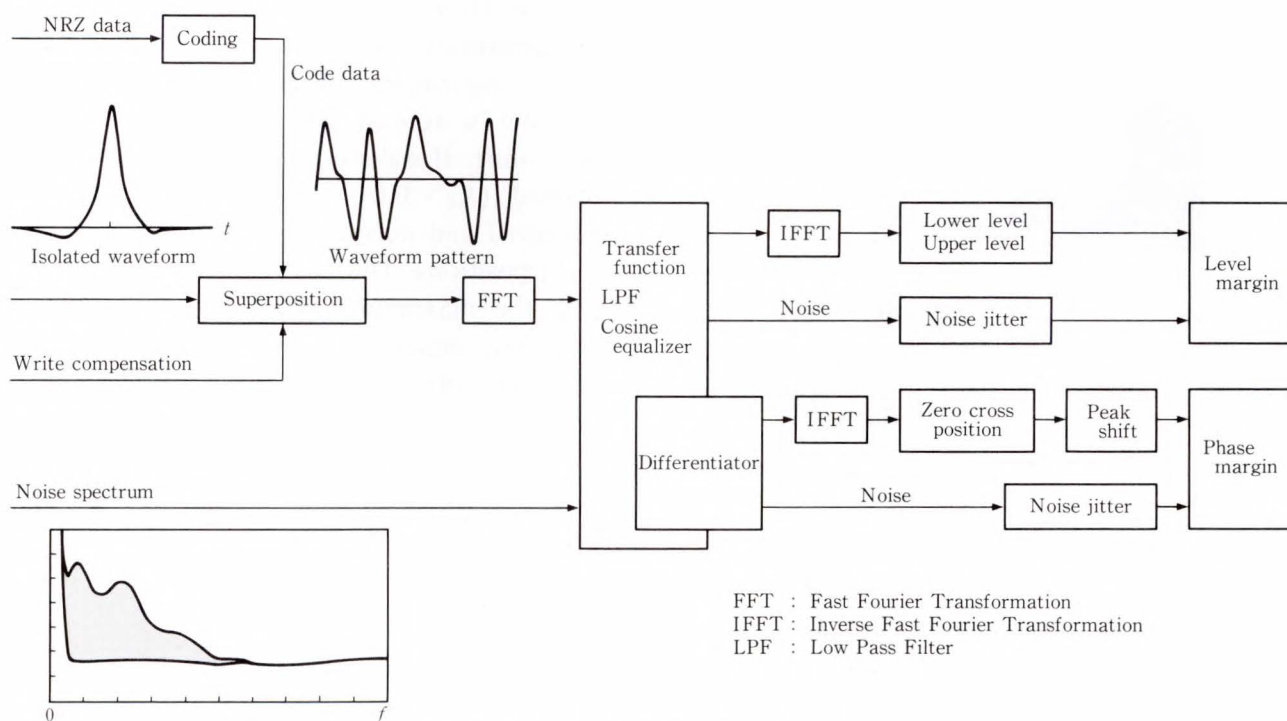 NRZ data
Coding
Code data
t
Isolated waveform
Waveform pattern
Superposition
FFT
Write compensation
Noise spectrum
Transfer
function
LPF
Cosine
equalizer
Differentiator
IFFT
Lower level
Upper level
Noise
Noise jitter
Level
margin
IFFT
Zero cross
position
Peak
shift
Noise
Noise jitter
Phase
margin
0
f
FFT : Fast Fourier Transformation
IFFT : Inverse Fast Fourier Transformation
LPF : Low Pass Filter